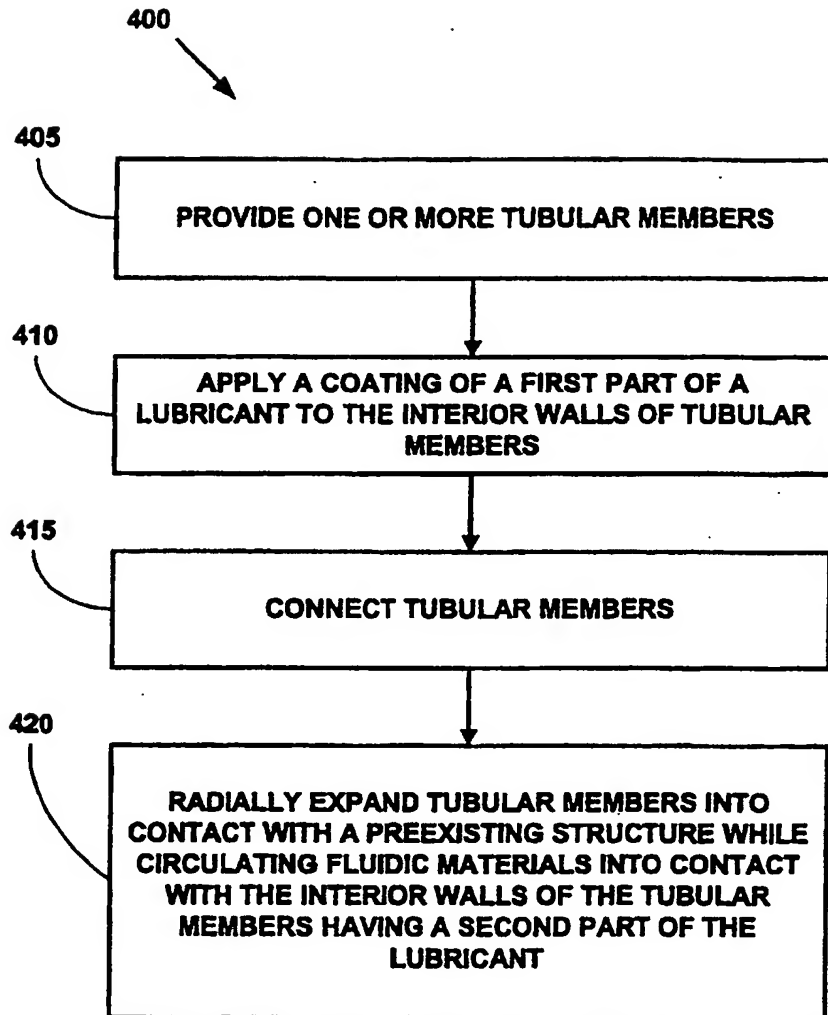 400
405
PROVIDE ONE OR MORE TUBULAR MEMBERS
410
APPLY A COATING OF A FIRST PART OF A
LUBRICANT TO THE INTERIOR WALLS OF TUBULAR
MEMBERS
415
CONNECT TUBULAR MEMBERS
420
RADIALLY EXPAND TUBULAR MEMBERS INTO
CONTACT WITH A PREEXISTING STRUCTURE WHILE
CIRCULATING FLUIDIC MATERIALS INTO CONTACT
WITH THE INTERIOR WALLS OF THE TUBULAR
MEMBERS HAVING A SECOND PART OF THE
LUBRICANT